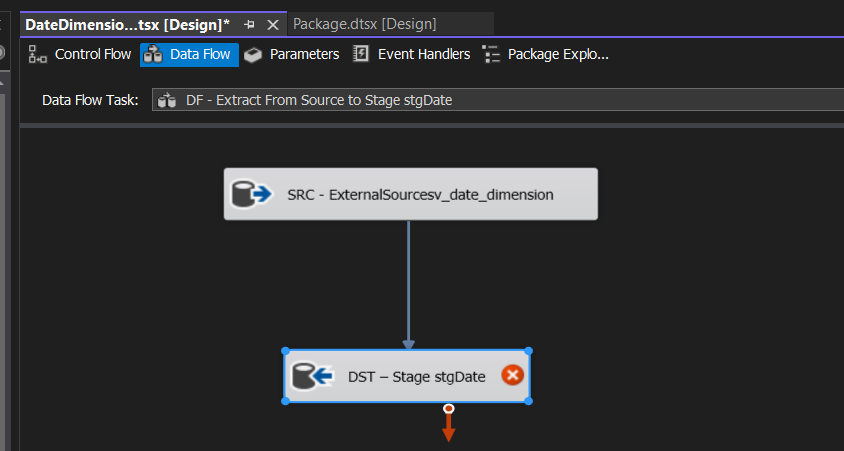 DateDimensio...tsx [Design]* Package.dtsx [Design]
Control Flow Data Flow Parameters Event Handlers Package Explo...
Data Flow Task: DF - Extract From Source to Stage stgDate
SRC - ExternalSourcesv_date_dimension
DST – Stage stgDate